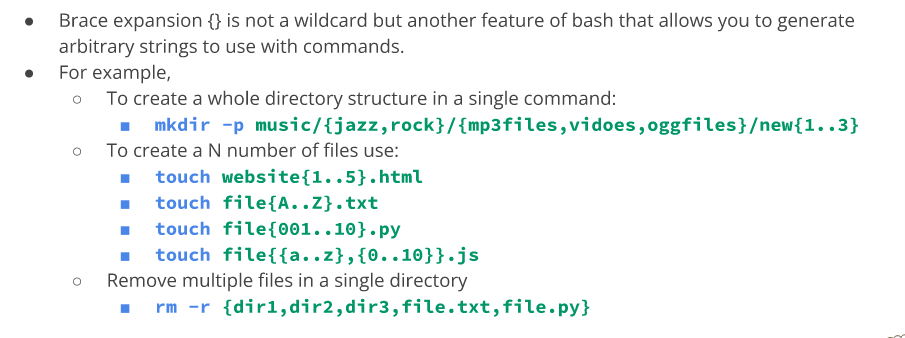 ● Brace expansion {} is not a wildcard but another feature of bash that allows you to generate
arbitrary strings to use with commands.
● For example,
○ To create a whole directory structure in a single command:
■ mkdir -p music/{jazz,rock}/{mp3files,vidoes,oggfiles}/new{1..3}
○ To create a N number of files use:
■ touch website{1..5}.html
■ touch file{A..Z}.txt
■ touch file{001..10}.py
■ touch file{{a..z},{0..10}}.js
○ Remove multiple files in a single directory
■ rm -r {dir1,dir2,dir3,file.txt,file.py}